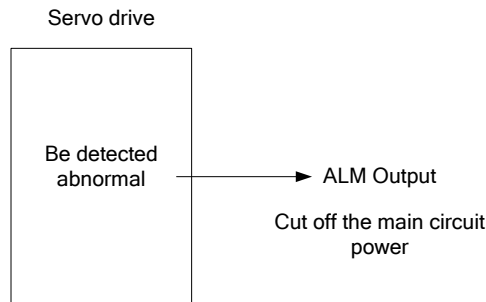 Servo drive
Be detected
abnormal
ALM Output
Cut off the main circuit
power